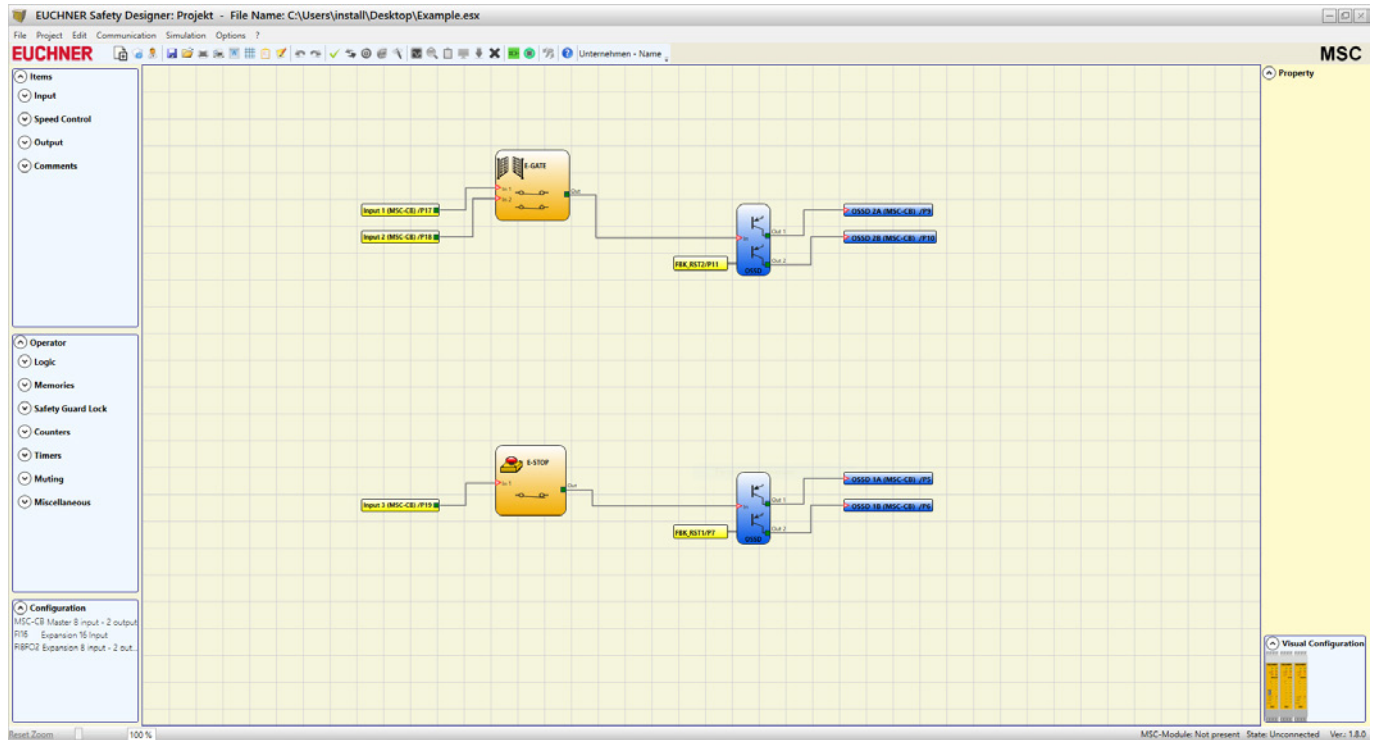 EUCHNER Safety Designer: Projekt - File Name: C:\Users\install\Desktop\Example.esx
File Project Edit Communication Simulation Options ?
EUCHNER
Unternehmen - Name
MSC
Items
Input
Speed Control
Output
Comments
Operator
Logic
Memories
Safety Guard Lock
Counters
Timers
Muting
Miscellaneous
Configuration
MSC-CB Master 8 input - 2 output
FI16 Expansion 16 Input
FI8FO2 Expansion 8 input - 2 out...
E-GATE
In 1
In 2
Out
Input 1 (MSC-CB) /P17
Input 2 (MSC-CB) /P18
In
Out 1
Out 2
OSSD
FBK_RST2/P11
OSSD 2A (MSC-CB) /P9
OSSD 2B (MSC-CB) /P10
E-STOP
In 1
Out
Input 3 (MSC-CB) /P19
In
Out 1
Out 2
OSSD
FBK_RST1/P7
OSSD 1A (MSC-CB) /P5
OSSD 1B (MSC-CB) /P6
Property
Visual Configuration
Reset Zoom
100 %
MSC-Module: Not present State: Unconnected Ver.: 1.8.0